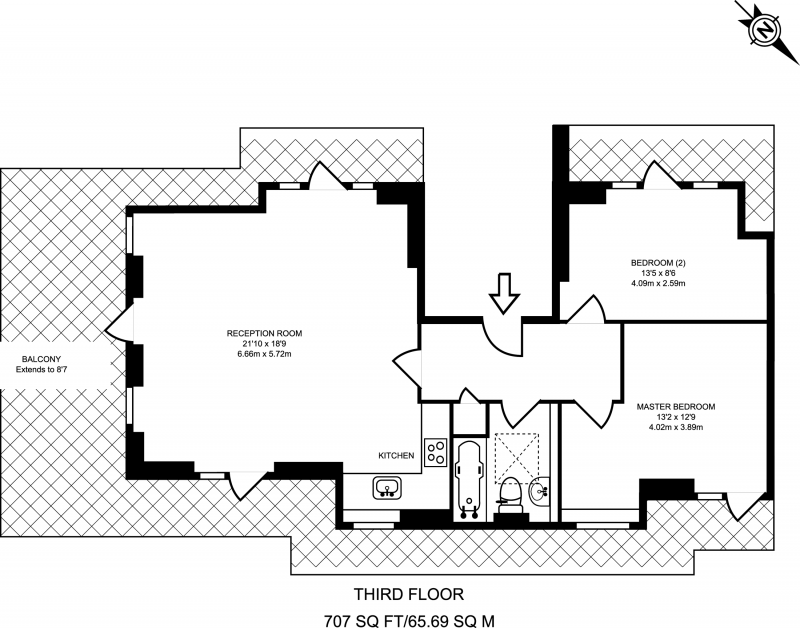 N
BEDROOM (2)
13'5 x 8'6
4.09m x 2.59m
RECEPTION ROOM
21'10 x 18'9
6.66m x 5.72m
BALCONY
Extends to 8'7
MASTER BEDROOM
13'2 x 12'9
4.02m x 3.89m
KITCHEN
THIRD FLOOR
707 SQ FT/65.69 SQ M